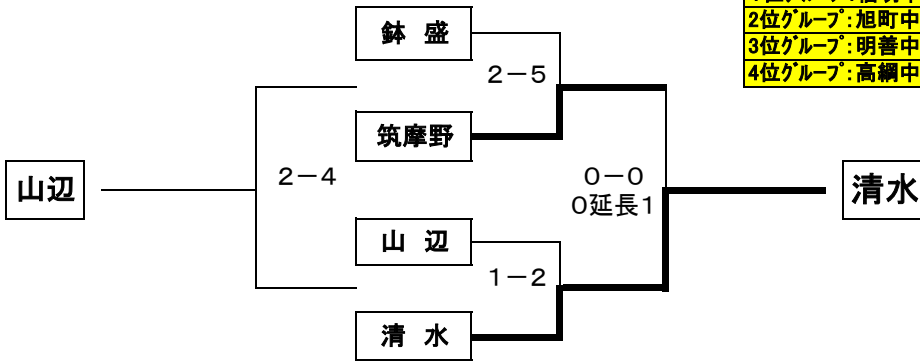 2位グループ:旭町中
3位グループ:明善中
4位グループ:高綱中
鉢 盛
2-5
筑摩野
山辺
2-4
0-0
0延長1
清水
山 辺
1-2
清 水